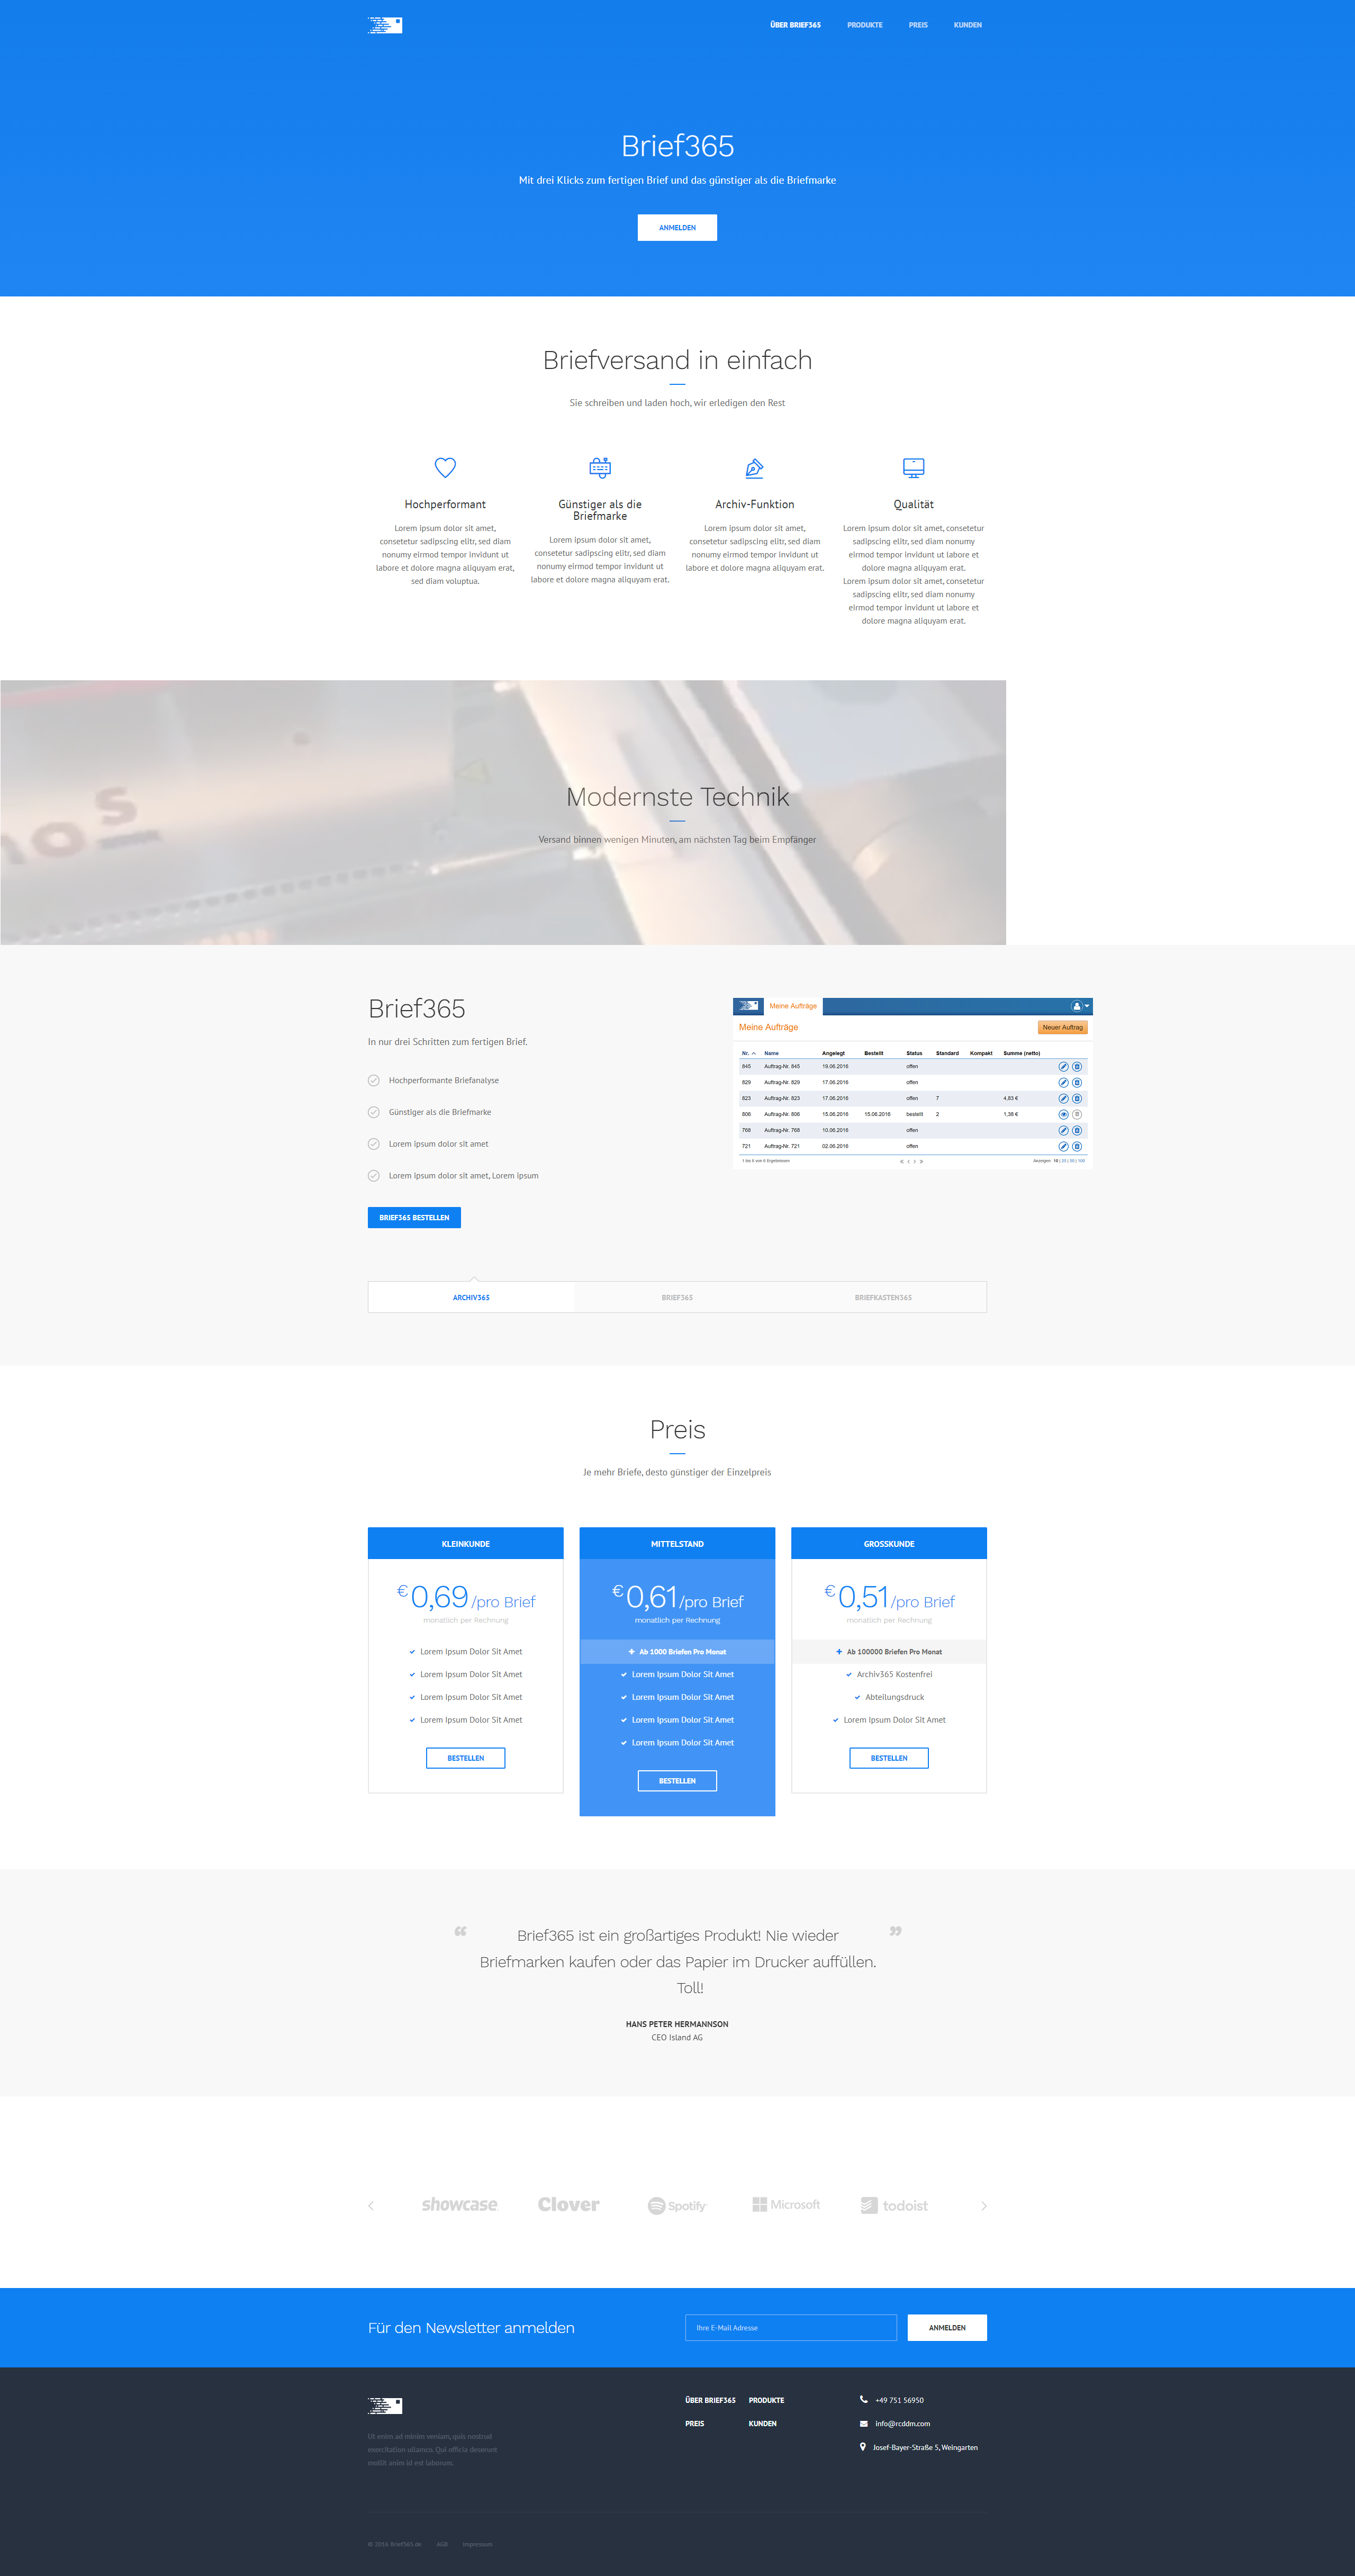 ÜBER BRIEF365 PRODUKTE PREIS KUNDEN
Brief365
Mit drei Klicks zum fertigen Brief und das günstiger als die Briefmarke
ANMELDEN
Briefversand in einfach
Sie schreiben und laden hoch, wir erledigen den Rest
Hochperformant
Lorem ipsum dolor sit amet,
consetetur sadipscing elitr, sed diam
nonumy eirmod tempor invidunt ut
labore et dolore magna aliquyam erat,
sed diam voluptua.
Günstiger als die
Briefmarke
Lorem ipsum dolor sit amet,
consetetur sadipscing elitr, sed diam
nonumy eirmod tempor invidunt ut
labore et dolore magna aliquyam erat.
Archiv-Funktion
Lorem ipsum dolor sit amet,
consetetur sadipscing elitr, sed diam
nonumy eirmod tempor invidunt ut
labore et dolore magna aliquyam erat.
Qualität
Lorem ipsum dolor sit amet, consetetur
sadipscing elitr, sed diam nonumy
eirmod tempor invidunt ut labore et
dolore magna aliquyam erat.
Lorem ipsum dolor sit amet, consetetur
sadipscing elitr, sed diam nonumy
eirmod tempor invidunt ut labore et
dolore magna aliquyam erat.
Modernste Technik
Versand binnen wenigen Minuten, am nächsten Tag beim Empfänger
Brief365
In nur drei Schritten zum fertigen Brief.
Hochperformante Briefanalyse
Günstiger als die Briefmarke
Lorem ipsum dolor sit amet
Lorem ipsum dolor sit amet, Lorem ipsum
BRIEF365 BESTELLEN
Meine Aufträge
Meine Aufträge Neuer Auftrag
Nr. Name Angelegt Bestellt Status Standard Kompakt Summe (netto)
845 Auftrag-Nr. 845 19.06.2016 offen
829 Auftrag-Nr. 829 17.06.2016 offen
823 Auftrag-Nr. 823 17.06.2016 offen 7 4,83 €
806 Auftrag-Nr. 806 15.06.2016 15.06.2016 bestellt 2 1,38 €
768 Auftrag-Nr. 768 10.06.2016 offen
721 Auftrag-Nr. 721 02.06.2016 offen
1 bis 6 von 6 Ergebnissen Anzeigen: 10 | 20 | 50 | 100
ARCHIV365 BRIEF365 BRIEFKASTEN365
Preis
Je mehr Briefe, desto günstiger der Einzelpreis
KLEINKUNDE
€0,69/pro Brief
monatlich per Rechnung
Lorem Ipsum Dolor Sit Amet
Lorem Ipsum Dolor Sit Amet
Lorem Ipsum Dolor Sit Amet
Lorem Ipsum Dolor Sit Amet
BESTELLEN
MITTELSTAND
€0,61/pro Brief
monatlich per Rechnung
Ab 1000 Briefen Pro Monat
Lorem Ipsum Dolor Sit Amet
Lorem Ipsum Dolor Sit Amet
Lorem Ipsum Dolor Sit Amet
Lorem Ipsum Dolor Sit Amet
BESTELLEN
GROSSKUNDE
€0,51/pro Brief
monatlich per Rechnung
Ab 100000 Briefen Pro Monat
Archiv365 Kostenfrei
Abteilungsdruck
Lorem Ipsum Dolor Sit Amet
BESTELLEN
“ Brief365 ist ein großartiges Produkt! Nie wieder ”
Briefmarken kaufen oder das Papier im Drucker auffüllen.
Toll!
HANS PETER HERMANNSON
CEO Island AG
showcase Clover Spotify Microsoft todoist
Für den Newsletter anmelden
Ihre E-Mail Adresse
ANMELDEN
Ut enim ad minim veniam, quis nostrud
exercitation ullamco. Qui officia deserunt
mollit anim id est laborum.
ÜBER BRIEF365 PRODUKTE
PREIS KUNDEN
+49 751 56950
info@rcddm.com
Josef-Bayer-Straße 5, Weingarten
© 2016 Brief365.de AGB Impressum